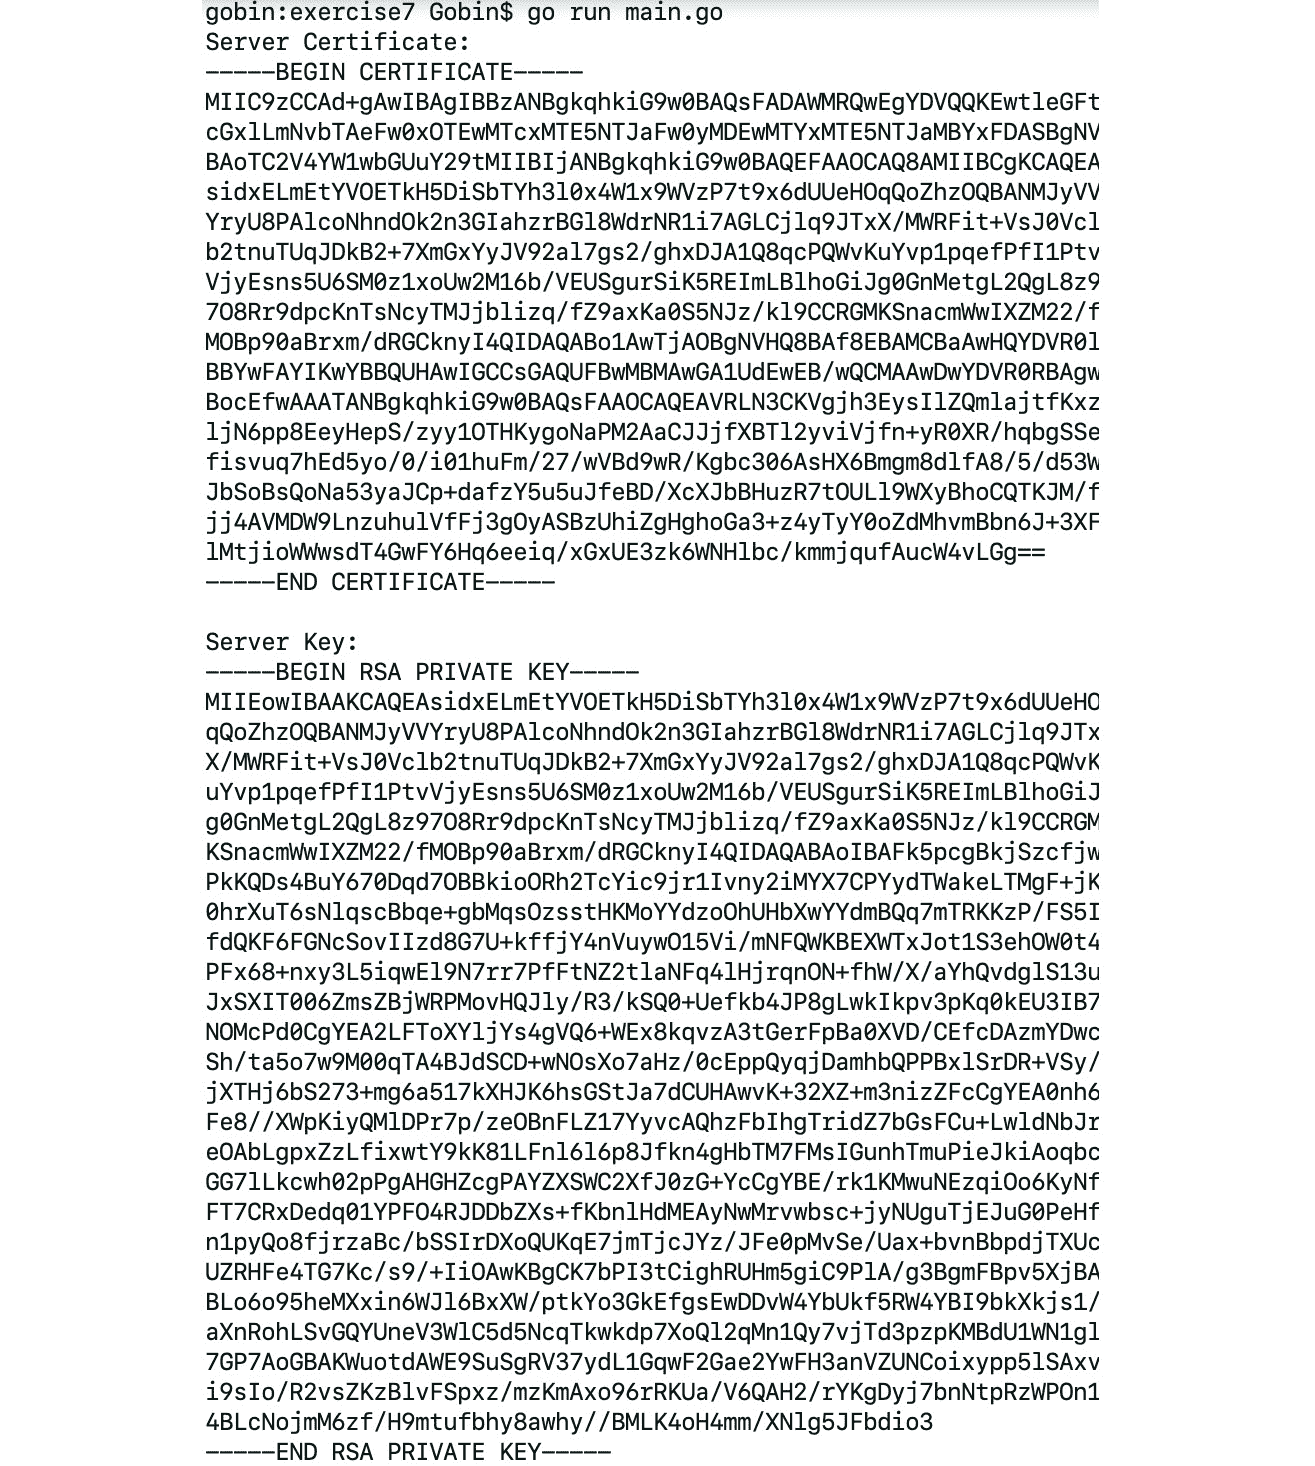 gobin:exercise7 Gobin$ go run main.go
Server Certificate:
-----BEGIN CERTIFICATE-----
MIIC9zCCAd+gAwIBAgIBBzANBgkqhkiG9w0BAQsFADAWMRQwEgYDVQQKEwtleGFt
cGxlLmNvbTAeFw0xOTEwMTcxMTE5NTJaFw0yMDEwMTYxMTE5NTJaMBYxFDASBgNV
BAoTC2V4YW1wbGUuY29tMIIBIjANBgkqhkiG9w0BAQEFAAOCAQ8AMIIBCgKCAQEA
sidxELmEtYVOETkH5DiSbTYh3l0x4W1x9WVzP7t9x6dUUeHOqQoZhzOQBANMJyVV
YryU8PAlcoNhndOk2n3GIahzrBGl8WdrNR1i7AGLCjlq9JTxX/MWRFit+VsJ0Vcl
b2tnuTUqJDkB2+7XmGxYyJV92al7gs2/ghxDJA1Q8qcPQWvKuYvp1pqefPfI1Ptv
VjyEsns5U6SM0z1xoUw2M16b/VEUSgurSiK5REImLBlhoGiJg0GnMetgL2QgL8z9
7O8Rr9dpcKnTsNcyTMJjblizq/fZ9axKa0S5NJz/kl9CCRGMKSnacmWwIXZM22/f
MOBp90aBrxm/dRGCknyI4QIDAQABo1AwTjAOBgNVHQ8BAf8EBAMCBaAwHQYDVR0l
BBYwFAYIKwYBBQUHAwIGCCsGAQUFBwMBMAwGA1UdEwEB/wQCMAAwDwYDVR0RBAgw
BocEfwAAATANBgkqhkiG9w0BAQsFAAOCAQEAVRLN3CKVgjh3EysIlZQmlajtfKxz
ljN6pp8EeyHepS/zyy1OTHKygoNaPM2AaCJJjfXBTl2yviVjfn+yR0XR/hqbgSSe
fisvuq7hEd5yo/0/i01huFm/27/wVBd9wR/Kgbc306AsHX6Bmgm8dlfA8/5/d53W
JbSoBsQoNa53yaJCp+dafzY5u5uJfeBD/XcXJbBHuzR7tOULl9WXyBhoCQTKJM/f
jj4AVMDW9LnzuhulVfFj3gOyASBzUhiZgHghoGa3+z4yTyY0oZdMhvmBbn6J+3XF
lMtjioWWwsdT4GwFY6Hq6eeiq/xGxUE3zk6WNHlbc/kmmjqufAucW4vLGg==
-----END CERTIFICATE-----
Server Key:
-----BEGIN RSA PRIVATE KEY-----
MIIEowIBAAKCAQEAsidxELmEtYVOETkH5DiSbTYh3l0x4W1x9WVzP7t9x6dUUeHO
qQoZhzOQBANMJyVVYryU8PAlcoNhndOk2n3GIahzrBGl8WdrNR1i7AGLCjlq9JTx
X/MWRFit+VsJ0Vclb2tnuTUqJDkB2+7XmGxYyJV92al7gs2/ghxDJA1Q8qcPQWvK
uYvp1pqefPfI1PtvVjyEsns5U6SM0z1xoUw2M16b/VEUSgurSiK5REImLBlhoGiJ
g0GnMetgL2QgL8z97O8Rr9dpcKnTsNcyTMJjblizq/fZ9axKa0S5NJz/kl9CCRGM
KSnacmWwIXZM22/fMOBp90aBrxm/dRGCknyI4QIDAQABAoIBAFk5pcgBkjSzcfjw
PkKQDs4BuY670Dqd7OBBkioORh2TcYic9jr1Ivny2iMYX7CPYydTWakeLTMgF+jK
0hrXuT6sNlqscBbqe+gbMqsOzsstHKMoYYdzoOhUHbXwYYdmBQq7mTRKKzP/FS5I
fdQKF6FGNcSovIIzd8G7U+kffjY4nVuywO15Vi/mNFQWKBEXWTxJot1S3ehOW0t4
PFx68+nxy3L5iqwEl9N7rr7PfFtNZ2tlaNFq4lHjrqnON+fhW/X/aYhQvdglS13u
JxSXIT006ZmsZBjWRPMovHQJly/R3/kSQ0+Uefkb4JP8gLwkIkpv3pKq0kEU3IB7
NOMcPd0CgYEA2LFToXYljYs4gVQ6+WEx8kqvzA3tGerFpBa0XVD/CEfcDAzmYDwc
Sh/ta5o7w9M00qTA4BJdSCD+wNOsXo7aHz/0cEppQyqjDamhbQPPBxlSrDR+VSy/
jXTHj6bS273+mg6a517kXHJK6hsGStJa7dCUHAwvK+32XZ+m3nizZFcCgYEA0nh6
Fe8//XWpKiyQMlDPr7p/zeOBnFLZ17YyvcAQhzFbIhgTridZ7bGsFCu+LwldNbJr
eOAbLgpxZzLfixwtY9kK81LFnl6l6p8Jfkn4gHbTM7FMsIGunhTmuPieJkiAoqbc
GG7lLkcwh02pPgAHGHZcgPAYZXSWC2XfJ0zG+YcCgYBE/rk1KMwuNEzqiOo6KyNf
FT7CRxDedq01YPFO4RJDDbZXs+fKbnlHdMEAyNwMrvwbsc+jyNUguTjEJuG0PeHf
n1pyQo8fjrzaBc/bSSIrDXoQUKqE7jmTjcJYz/JFe0pMvSe/Uax+bvnBbpdjTXUc
UZRHFe4TG7Kc/s9/+IiOAwKBgCK7bPI3tCighRUHm5giC9PlA/g3BgmFBpv5XjBA
BLo6o95heMXxin6WJl6BxXW/ptkYo3GkEfgsEwDDvW4YbUkf5RW4YBI9bkXkjs1/
aXnRohLSvGQYUneV3WlC5d5NcqTkwkdp7XoQl2qMn1Qy7vjTd3pzpKMBdU1WN1gl
7GP7AoGBAKWuotdAWE9SuSgRV37ydL1GqwF2Gae2YwFH3anVZUNCoixypp5lSAxv
i9sIo/R2vsZKzBlvFSpxz/mzKmAxo96rRKUa/V6QAH2/rYKgDyj7bnNtpRzWPOn1
4BLcNojmM6zf/H9mtufbhy8awhy//BMLK4oH4mm/XNlg5JFbdio3
-----END RSA PRIVATE KEY-----